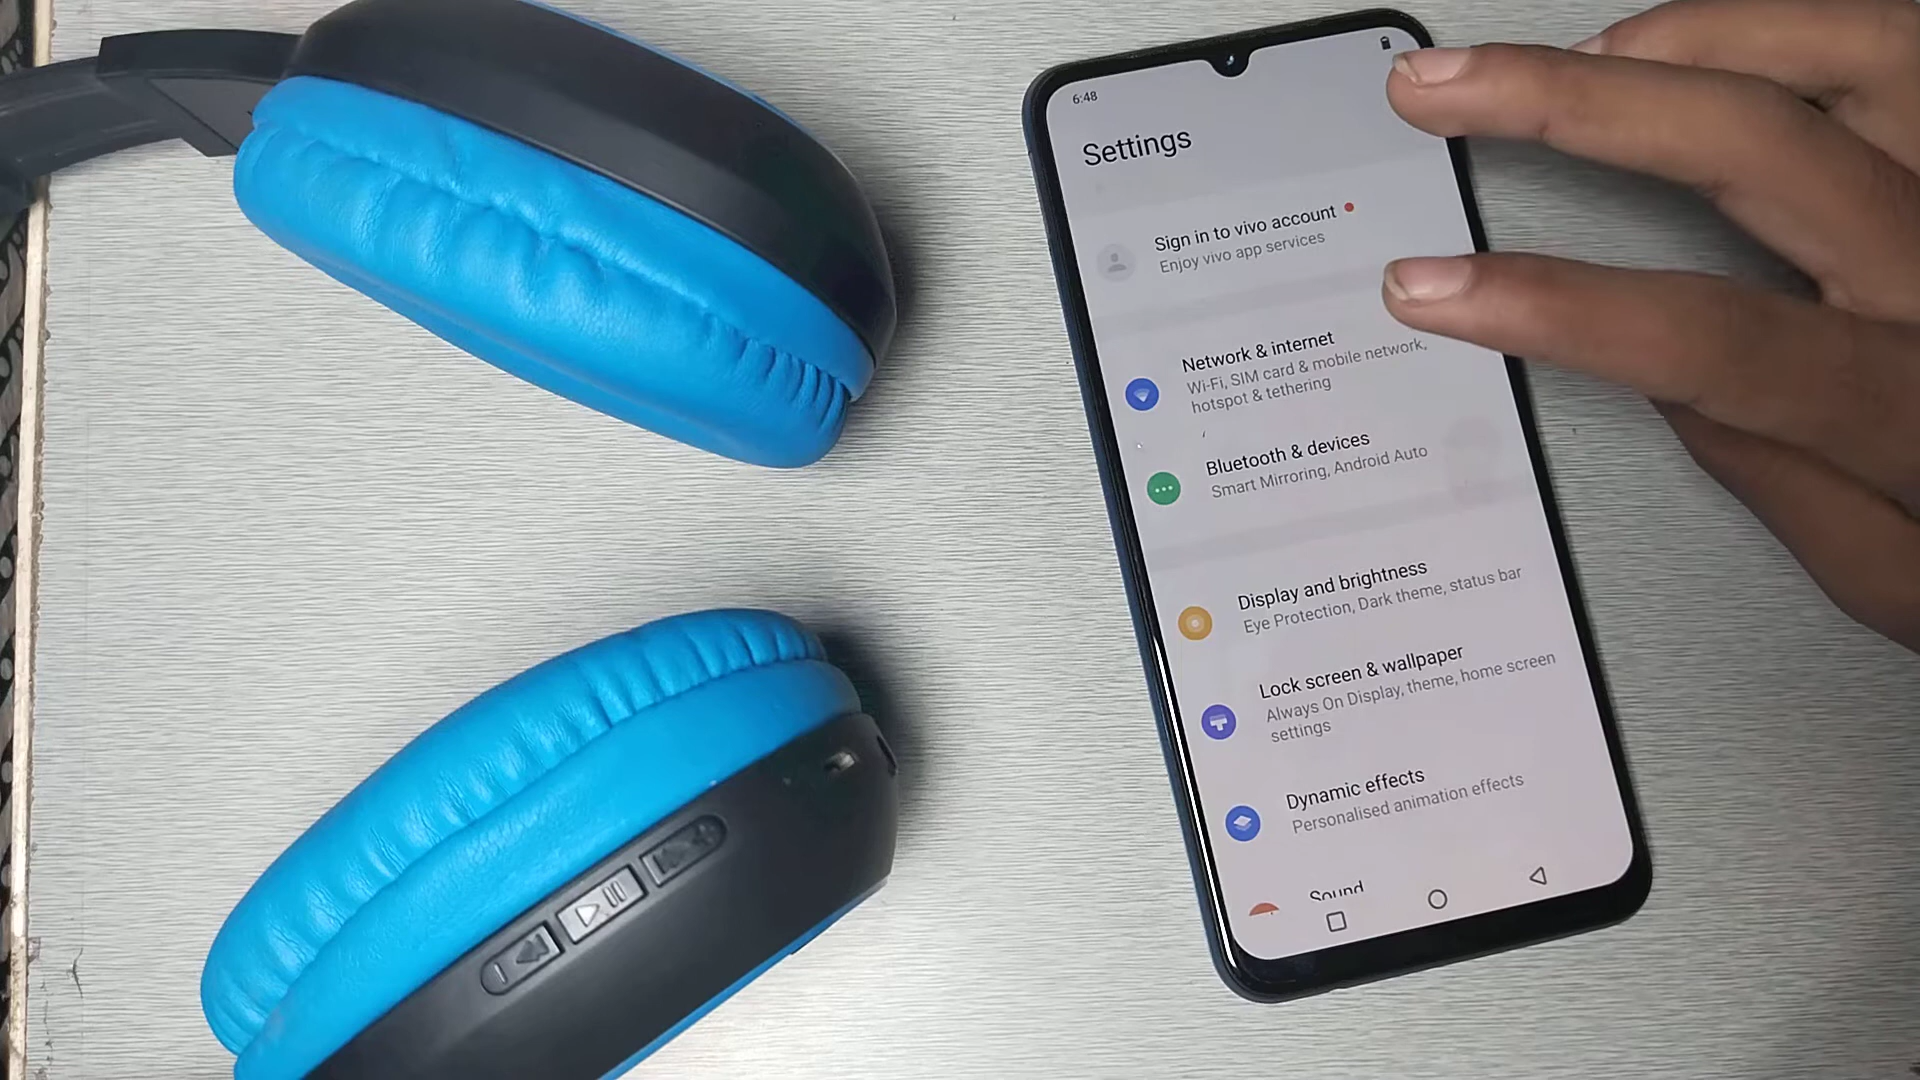 6:48
Settings
Sign in to vivo account
Enjoy vivo app services
Network & internet
Wi-Fi, SIM card & mobile network,
hotspot & tethering
Bluetooth & devices
Smart Mirroring, Android Auto
Display and brightness
Eye Protection, Dark theme, status bar
Lock screen & wallpaper
Always On Display, theme, home screen
settings
Dynamic effects
Personalised animation effects
Sound